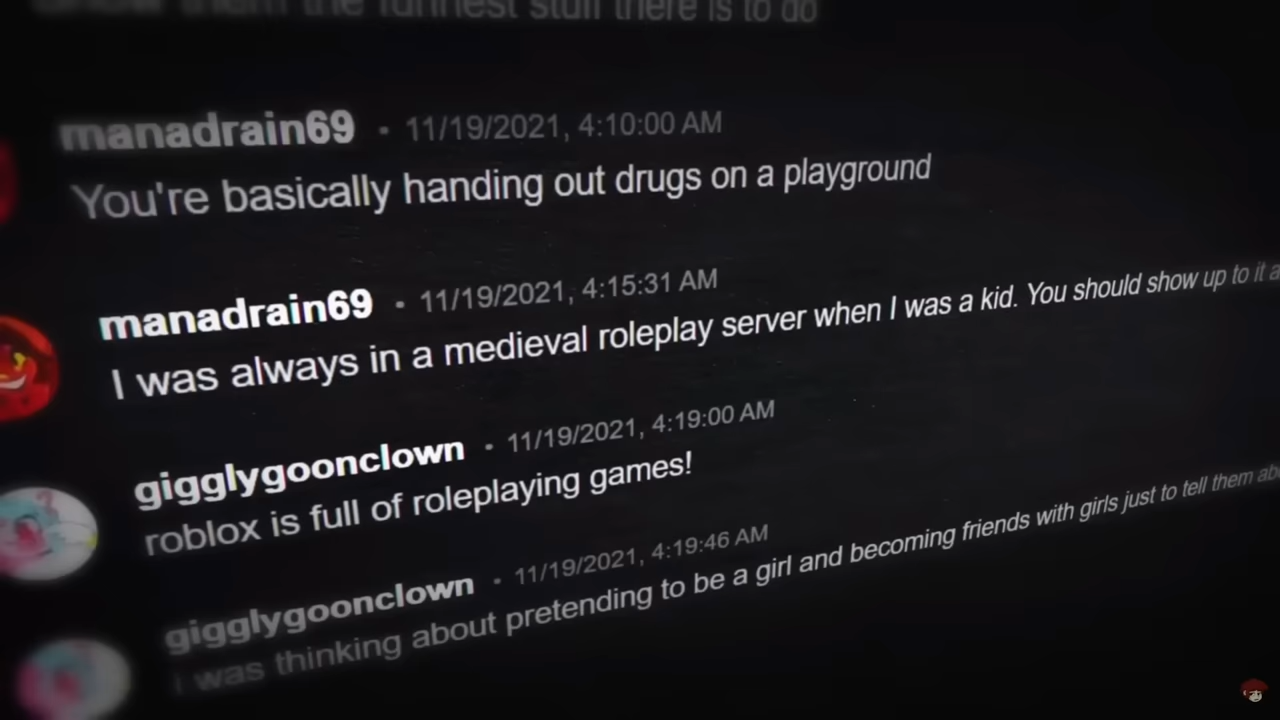 show them the funnest stuff there is to do
manadrain69 • 11/19/2021, 4:10:00 AM
You're basically handing out drugs on a playground
manadrain69 • 11/19/2021, 4:15:31 AM
I was always in a medieval roleplay server when I was a kid. You should show up to it a
gigglygoonclown • 11/19/2021, 4:19:00 AM
roblox is full of roleplaying games!
gigglygoonclown • 11/19/2021, 4:19:46 AM
i was thinking about pretending to be a girl and becoming friends with girls just to tell them ab